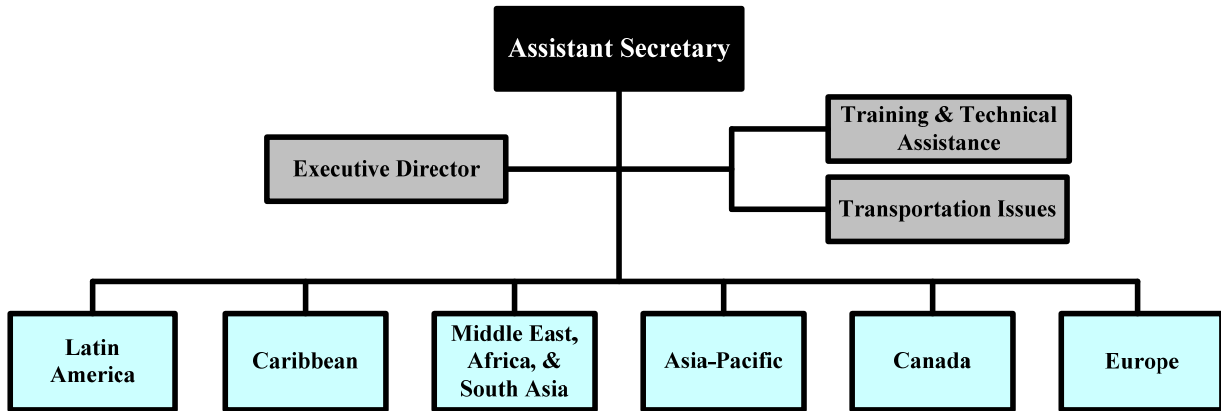 Assistant Secretary
Training & Technical
Assistance
Executive Director
Transportation Issues
Latin
America
Caribbean
Middle East,
Africa, &
South Asia
Asia-Pacific
Canada
Europe